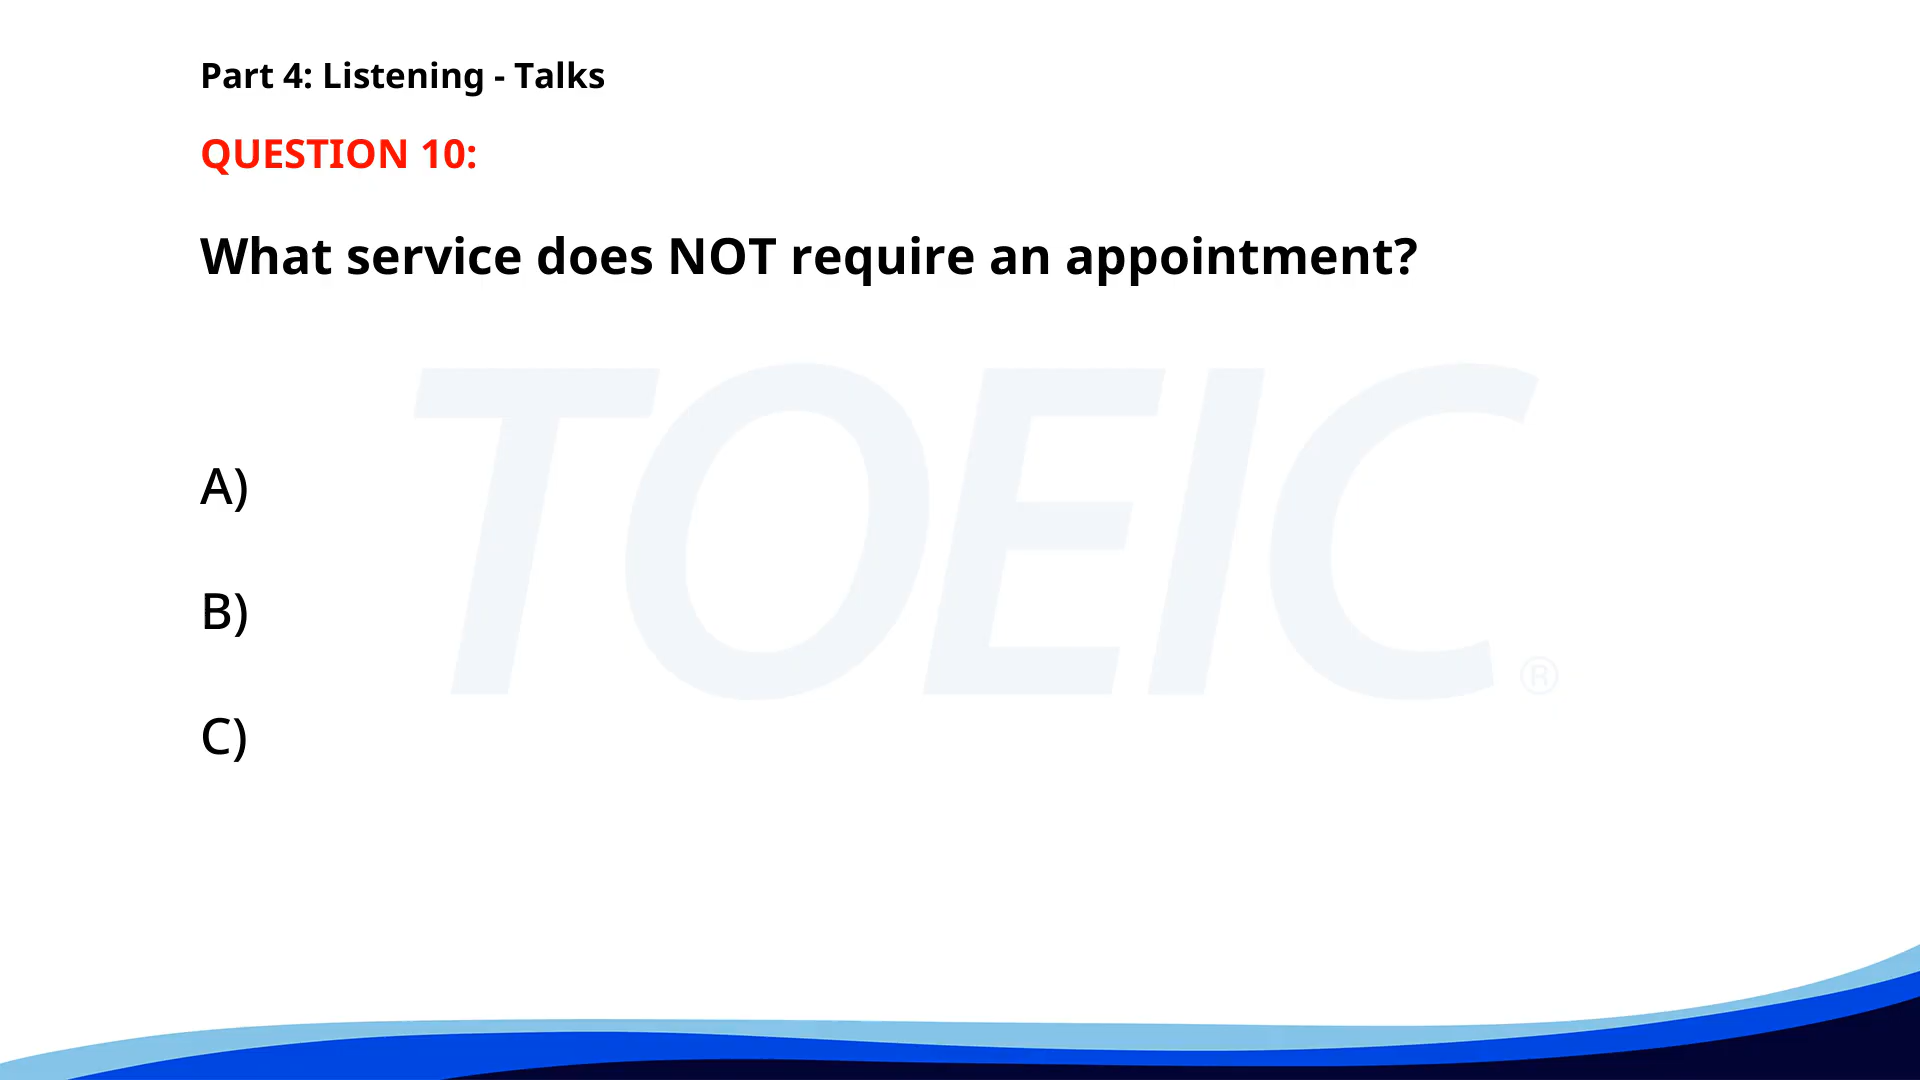 Part 4: Listening - Talks
QUESTION 10:
What service does NOT require an appointment?
TOEIC®
A)
B)
C)